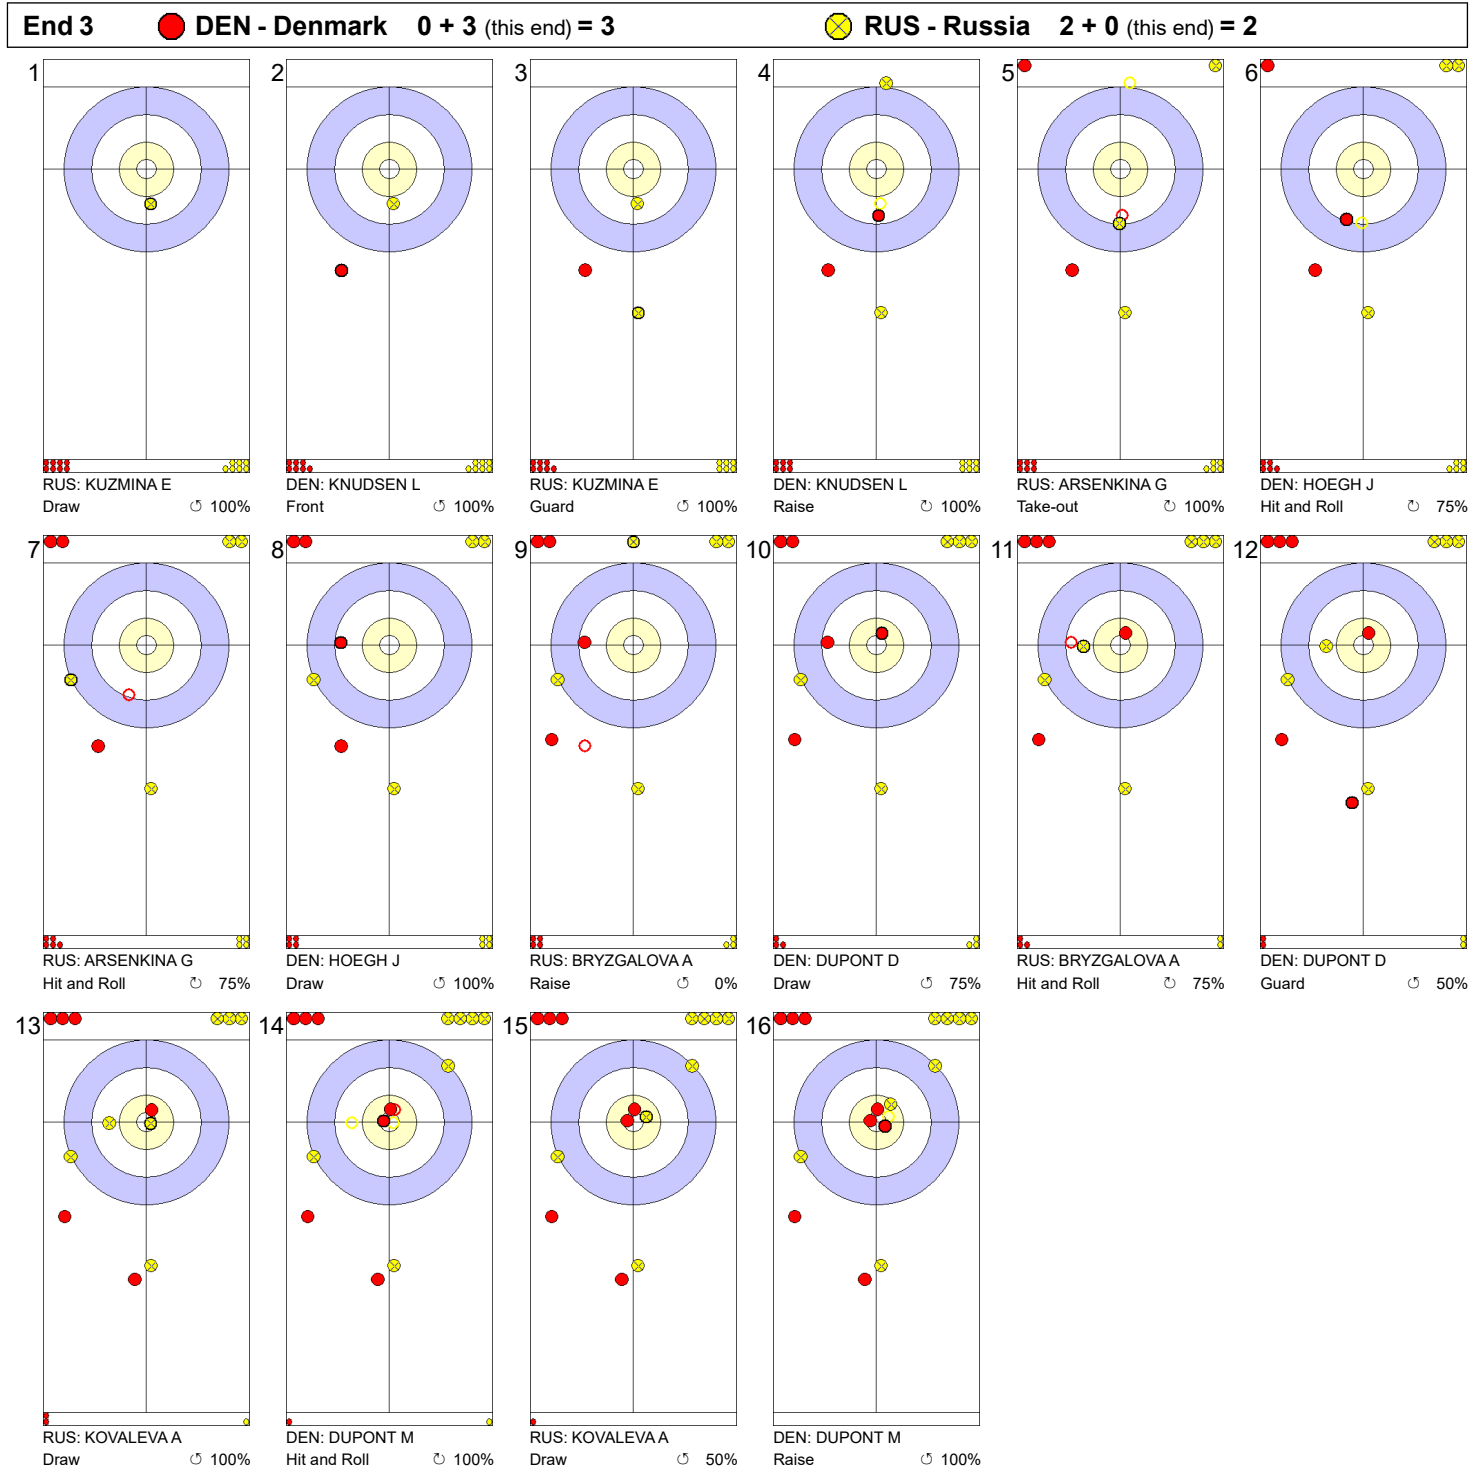 End 3 DEN - Denmark 0 + 3 (this end) = 3 RUS - Russia 2 + 0 (this end) = 2
1 2 3 4 5 6
RUS: KUZMINA E DEN: KNUDSEN L RUS: KUZMINA E DEN: KNUDSEN L RUS: ARSENKINA G DEN: HOEGH J
Draw ↺ 100% Front ↺ 100% Guard ↺ 100% Raise ↻ 100% Take-out ↻ 100% Hit and Roll ↻ 75%
7 8 9 10 11 12
RUS: ARSENKINA G DEN: HOEGH J RUS: BRYZGALOVA A DEN: DUPONT D RUS: BRYZGALOVA A DEN: DUPONT D
Hit and Roll ↻ 75% Draw ↺ 100% Raise ↺ 0% Draw ↺ 75% Hit and Roll ↻ 75% Guard ↺ 50%
13 14 15 16
RUS: KOVALEVA A DEN: DUPONT M RUS: KOVALEVA A DEN: DUPONT M
Draw ↺ 100% Hit and Roll ↺ 100% Draw ↺ 50% Raise ↺ 100%